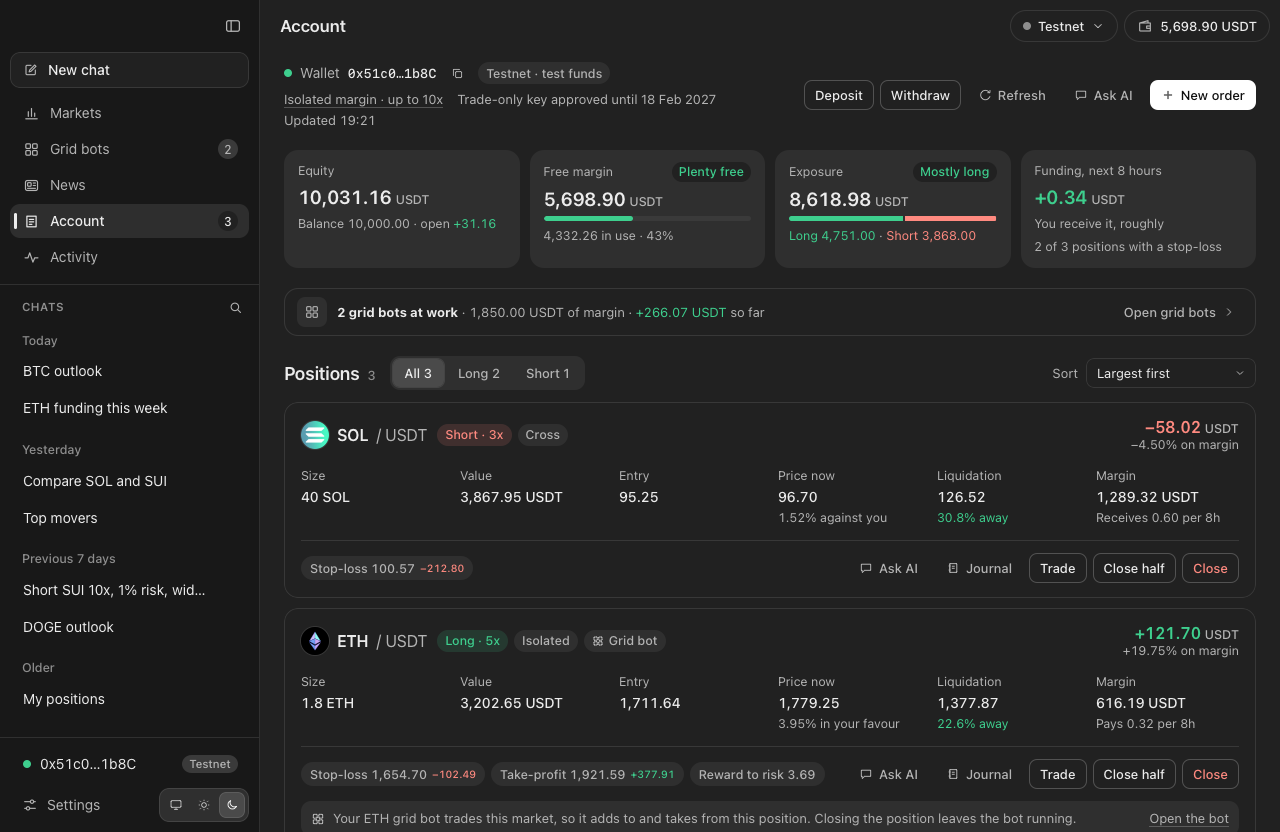 Account
Testnet
5,698.90 USDT
New chat
Markets
Grid bots 2
News
Account 3
Activity
CHATS
Today
BTC outlook
ETH funding this week
Yesterday
Compare SOL and SUI
Top movers
Previous 7 days
Short SUI 10x, 1% risk, wid...
DOGE outlook
Older
My positions
0x51c0...1b8C Testnet
Settings
Wallet 0x51c0…1b8C Testnet · test funds
Isolated margin · up to 10x Trade-only key approved until 18 Feb 2027
Updated 19:21
Deposit Withdraw Refresh Ask AI New order
Equity
10,031.16 USDT
Balance 10,000.00 · open +31.16
Free margin Plenty free
5,698.90 USDT
4,332.26 in use · 43%
Exposure Mostly long
8,618.98 USDT
Long 4,751.00 · Short 3,868.00
Funding, next 8 hours
+0.34 USDT
You receive it, roughly
2 of 3 positions with a stop-loss
2 grid bots at work · 1,850.00 USDT of margin · +266.07 USDT so far Open grid bots
Positions 3 All 3 Long 2 Short 1 Sort Largest first
SOL / USDT Short · 3x Cross −58.02 USDT
−4.50% on margin
Size Value Entry Price now Liquidation Margin
40 SOL 3,867.95 USDT 95.25 96.70 126.52 1,289.32 USDT
1.52% against you 30.8% away Receives 0.60 per 8h
Stop-loss 100.57 −212.80 Ask AI Journal Trade Close half Close
ETH / USDT Long · 5x Isolated Grid bot +121.70 USDT
+19.75% on margin
Size Value Entry Price now Liquidation Margin
1.8 ETH 3,202.65 USDT 1,711.64 1,779.25 1,377.87 616.19 USDT
3.95% in your favour 22.6% away Pays 0.32 per 8h
Stop-loss 1,654.70 −102.49 Take-profit 1,921.59 +377.91 Reward to risk 3.69 Ask AI Journal Trade Close half Close
Your ETH grid bot trades this market, so it adds to and takes from this position. Closing the position leaves the bot running. Open the bot